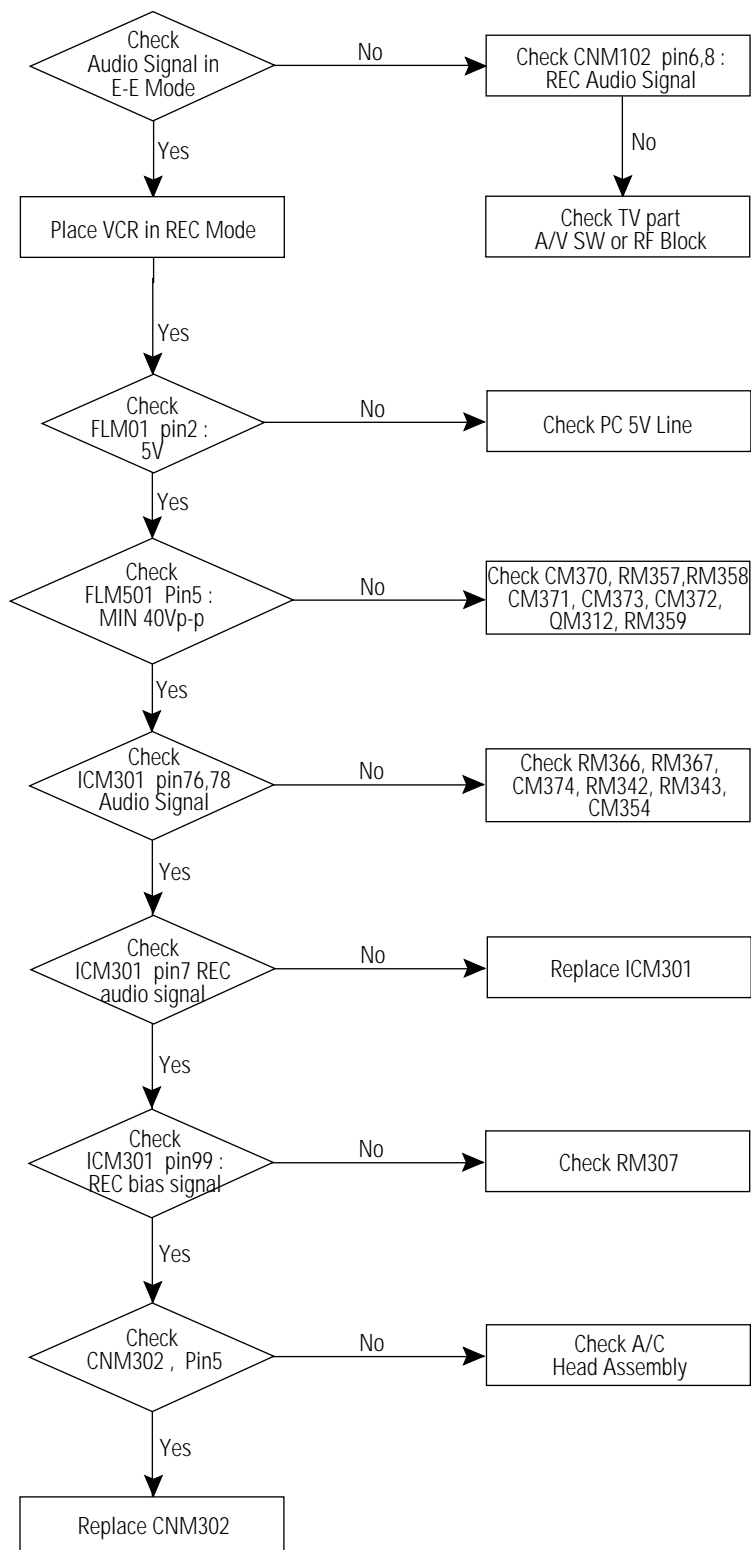 Check
Audio Signal in
E-E Mode
No
Check CNM102 pin6,8 :
REC Audio Signal
Yes
No
Place VCR in REC Mode
Check TV part
A/V SW or RF Block
Yes
Check
FLM01 pin2 :
5V
No
Check PC 5V Line
Yes
Check
FLM501 Pin5 :
MIN 40Vp-p
No
Check CM370, RM357,RM358
CM371, CM373, CM372,
QM312, RM359
Yes
Check
ICM301 pin76,78
Audio Signal
No
Check RM366, RM367,
CM374, RM342, RM343,
CM354
Yes
Check
ICM301 pin7 REC
audio signal
No
Replace ICM301
Yes
Check
ICM301 pin99 :
REC bias signal
No
Check RM307
Yes
Check
CNM302 , Pin5
No
Check A/C
Head Assembly
Yes
Replace CNM302